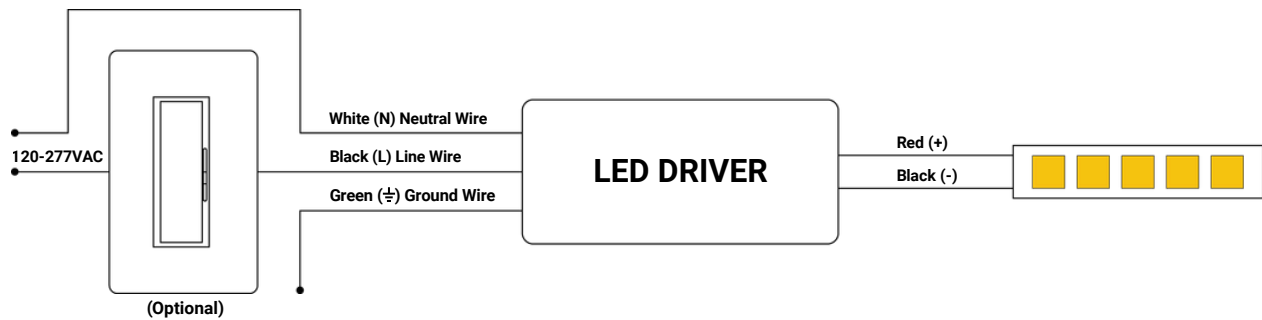 White (N) Neutral Wire
120-277VAC
Black (L) Line Wire
Green (⏚) Ground Wire
(Optional)
LED DRIVER
Red (+)
Black (-)